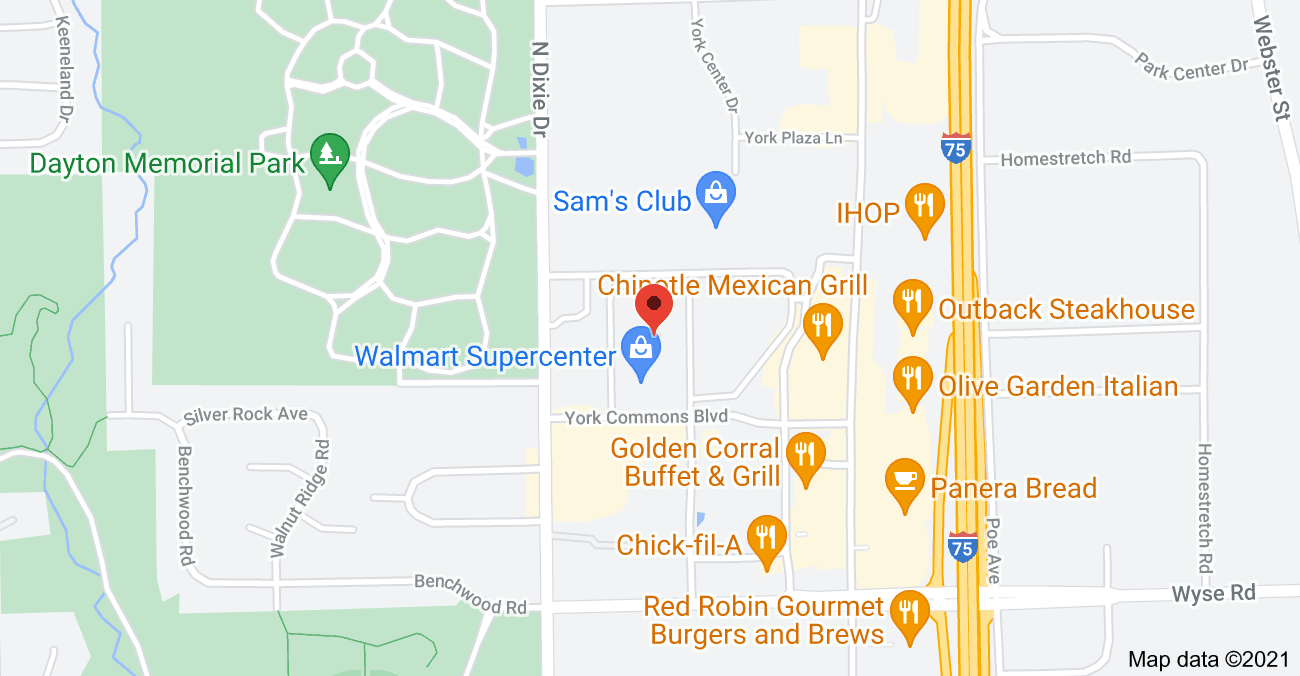 Keeneland Dr
N Dixie Dr
York Center Dr
Webster St
Park Center Dr
York Plaza Ln
75
Homestretch Rd
Dayton Memorial Park
Sam's Club
IHOP
Chipotle Mexican Grill
Outback Steakhouse
Walmart Supercenter
Olive Garden Italian
Silver Rock Ave
York Commons Blvd
Benchwood Rd
Walnut Ridge Rd
Golden Corral
Buffet & Grill
Panera Bread
Homestretch Rd
Chick-fil-A
75
Poe Ave
Benchwood Rd
Wyse Rd
Red Robin Gourmet
Burgers and Brews
Map data ©2021